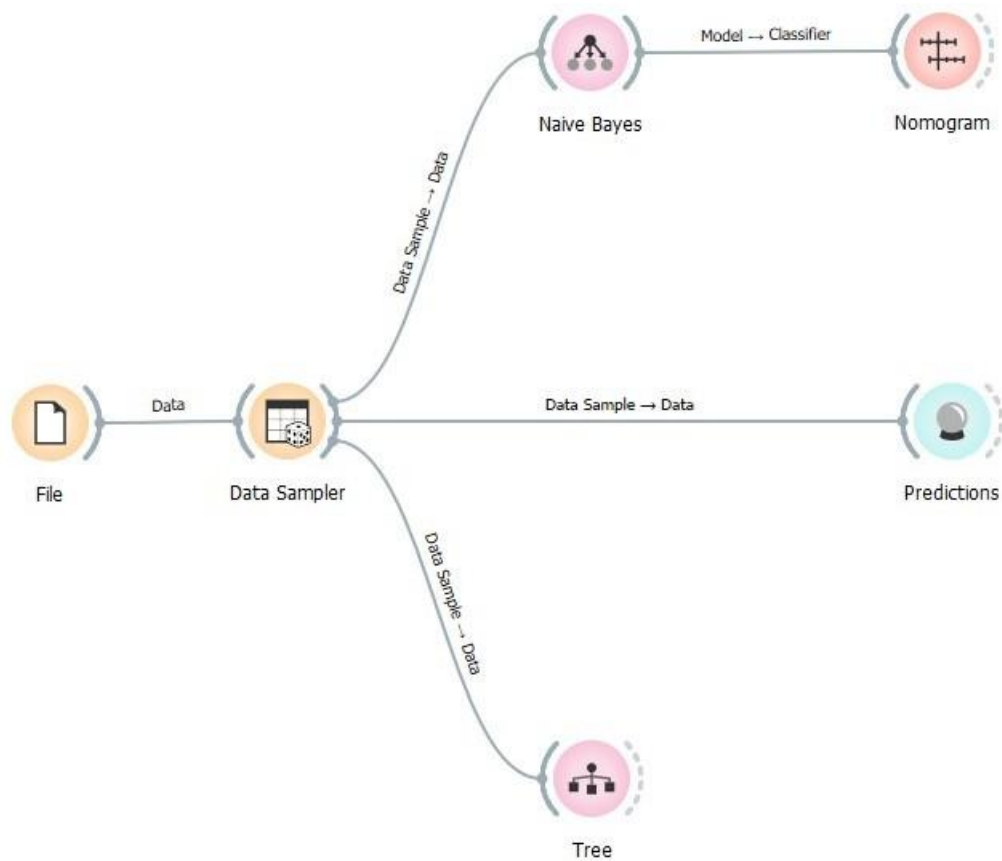 Model → Classifier
Naive Bayes
Nomogram
Data Sample → Data
Data
Data Sample → Data
File
Data Sampler
Predictions
Data Sample → Data
Tree